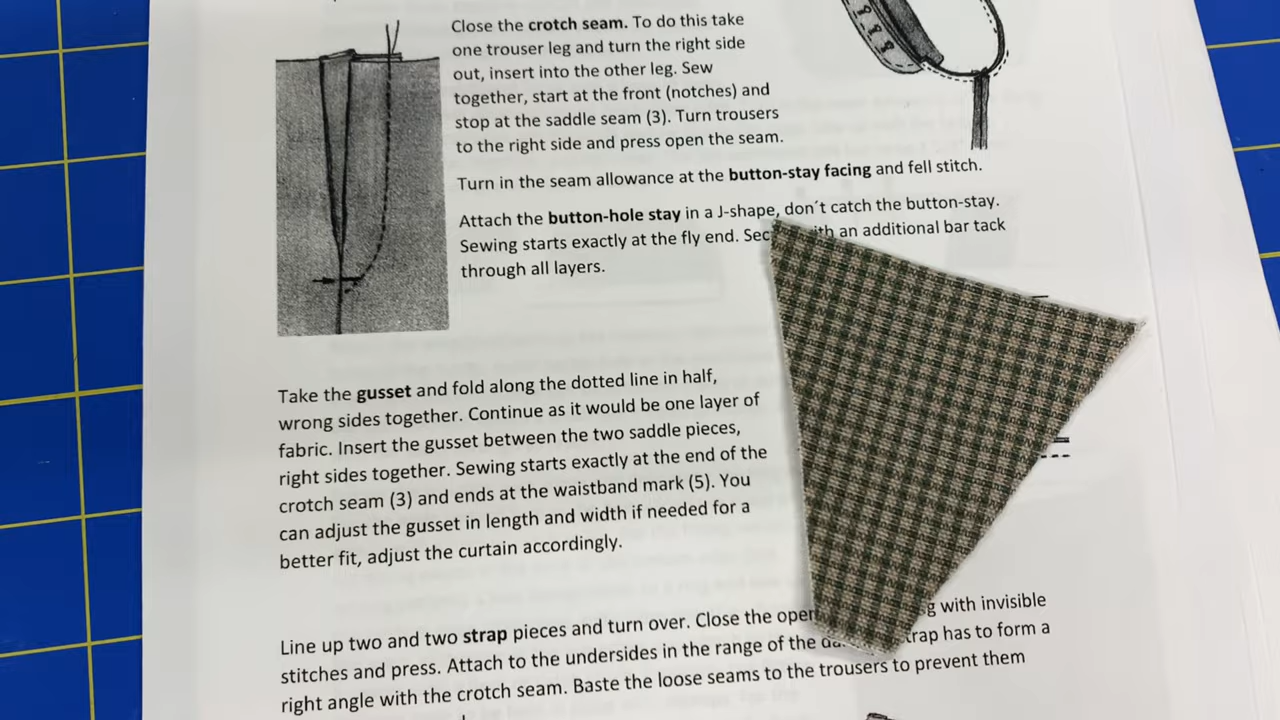 Close the crotch seam. To do this take
one trouser leg and turn the right side
out, insert into the other leg. Sew
together, start at the front (notches) and
stop at the saddle seam (3). Turn trousers
to the right side and press open the seam.
Turn in the seam allowance at the button-stay facing and fell stitch.
Attach the button-hole stay in a J-shape, don´t catch the button-stay.
Sewing starts exactly at the fly end. an additional bar tack
through all layers.
Take the gusset and fold along the dotted line in half,
wrong sides together. Continue as it would be one layer of
fabric. Insert the gusset between the two saddle pieces,
right sides together. Sewing starts exactly at the end of the
crotch seam (3) and ends at the waistband mark (5). You
can adjust the gusset in length and width if needed for a
better fit, adjust the curtain accordingly.
Line up two and two strap pieces and turn over. Close the with invisible
stitches and press. Attach to the undersides in the range of the has to form a
right angle with the crotch seam. Baste the loose seams to the trousers to prevent them